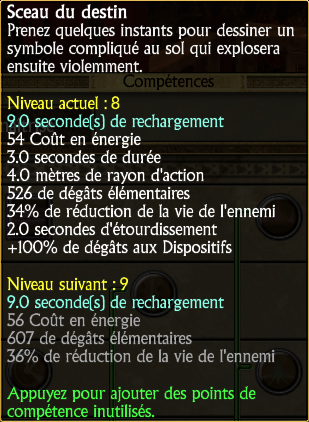 Sceau du destin
Prenez quelques instants pour dessiner un
symbole compliqué au sol qui explosera
ensuite violemment.
Compétences
Niveau actuel : 8
9.0 seconde(s) de rechargement
54 Coût en énergie
3.0 secondes de durée
4.0 mètres de rayon d'action
526 de dégâts élémentaires
34% de réduction de la vie de l'ennemi
2.0 secondes d'étourdissement
+100% de dégâts aux Dispositifs
Niveau suivant : 9
9.0 seconde(s) de rechargement
56 Coût en énergie
607 de dégâts élémentaires
36% de réduction de la vie de l'ennemi
Appuyez pour ajouter des points de
compétence inutilisés.